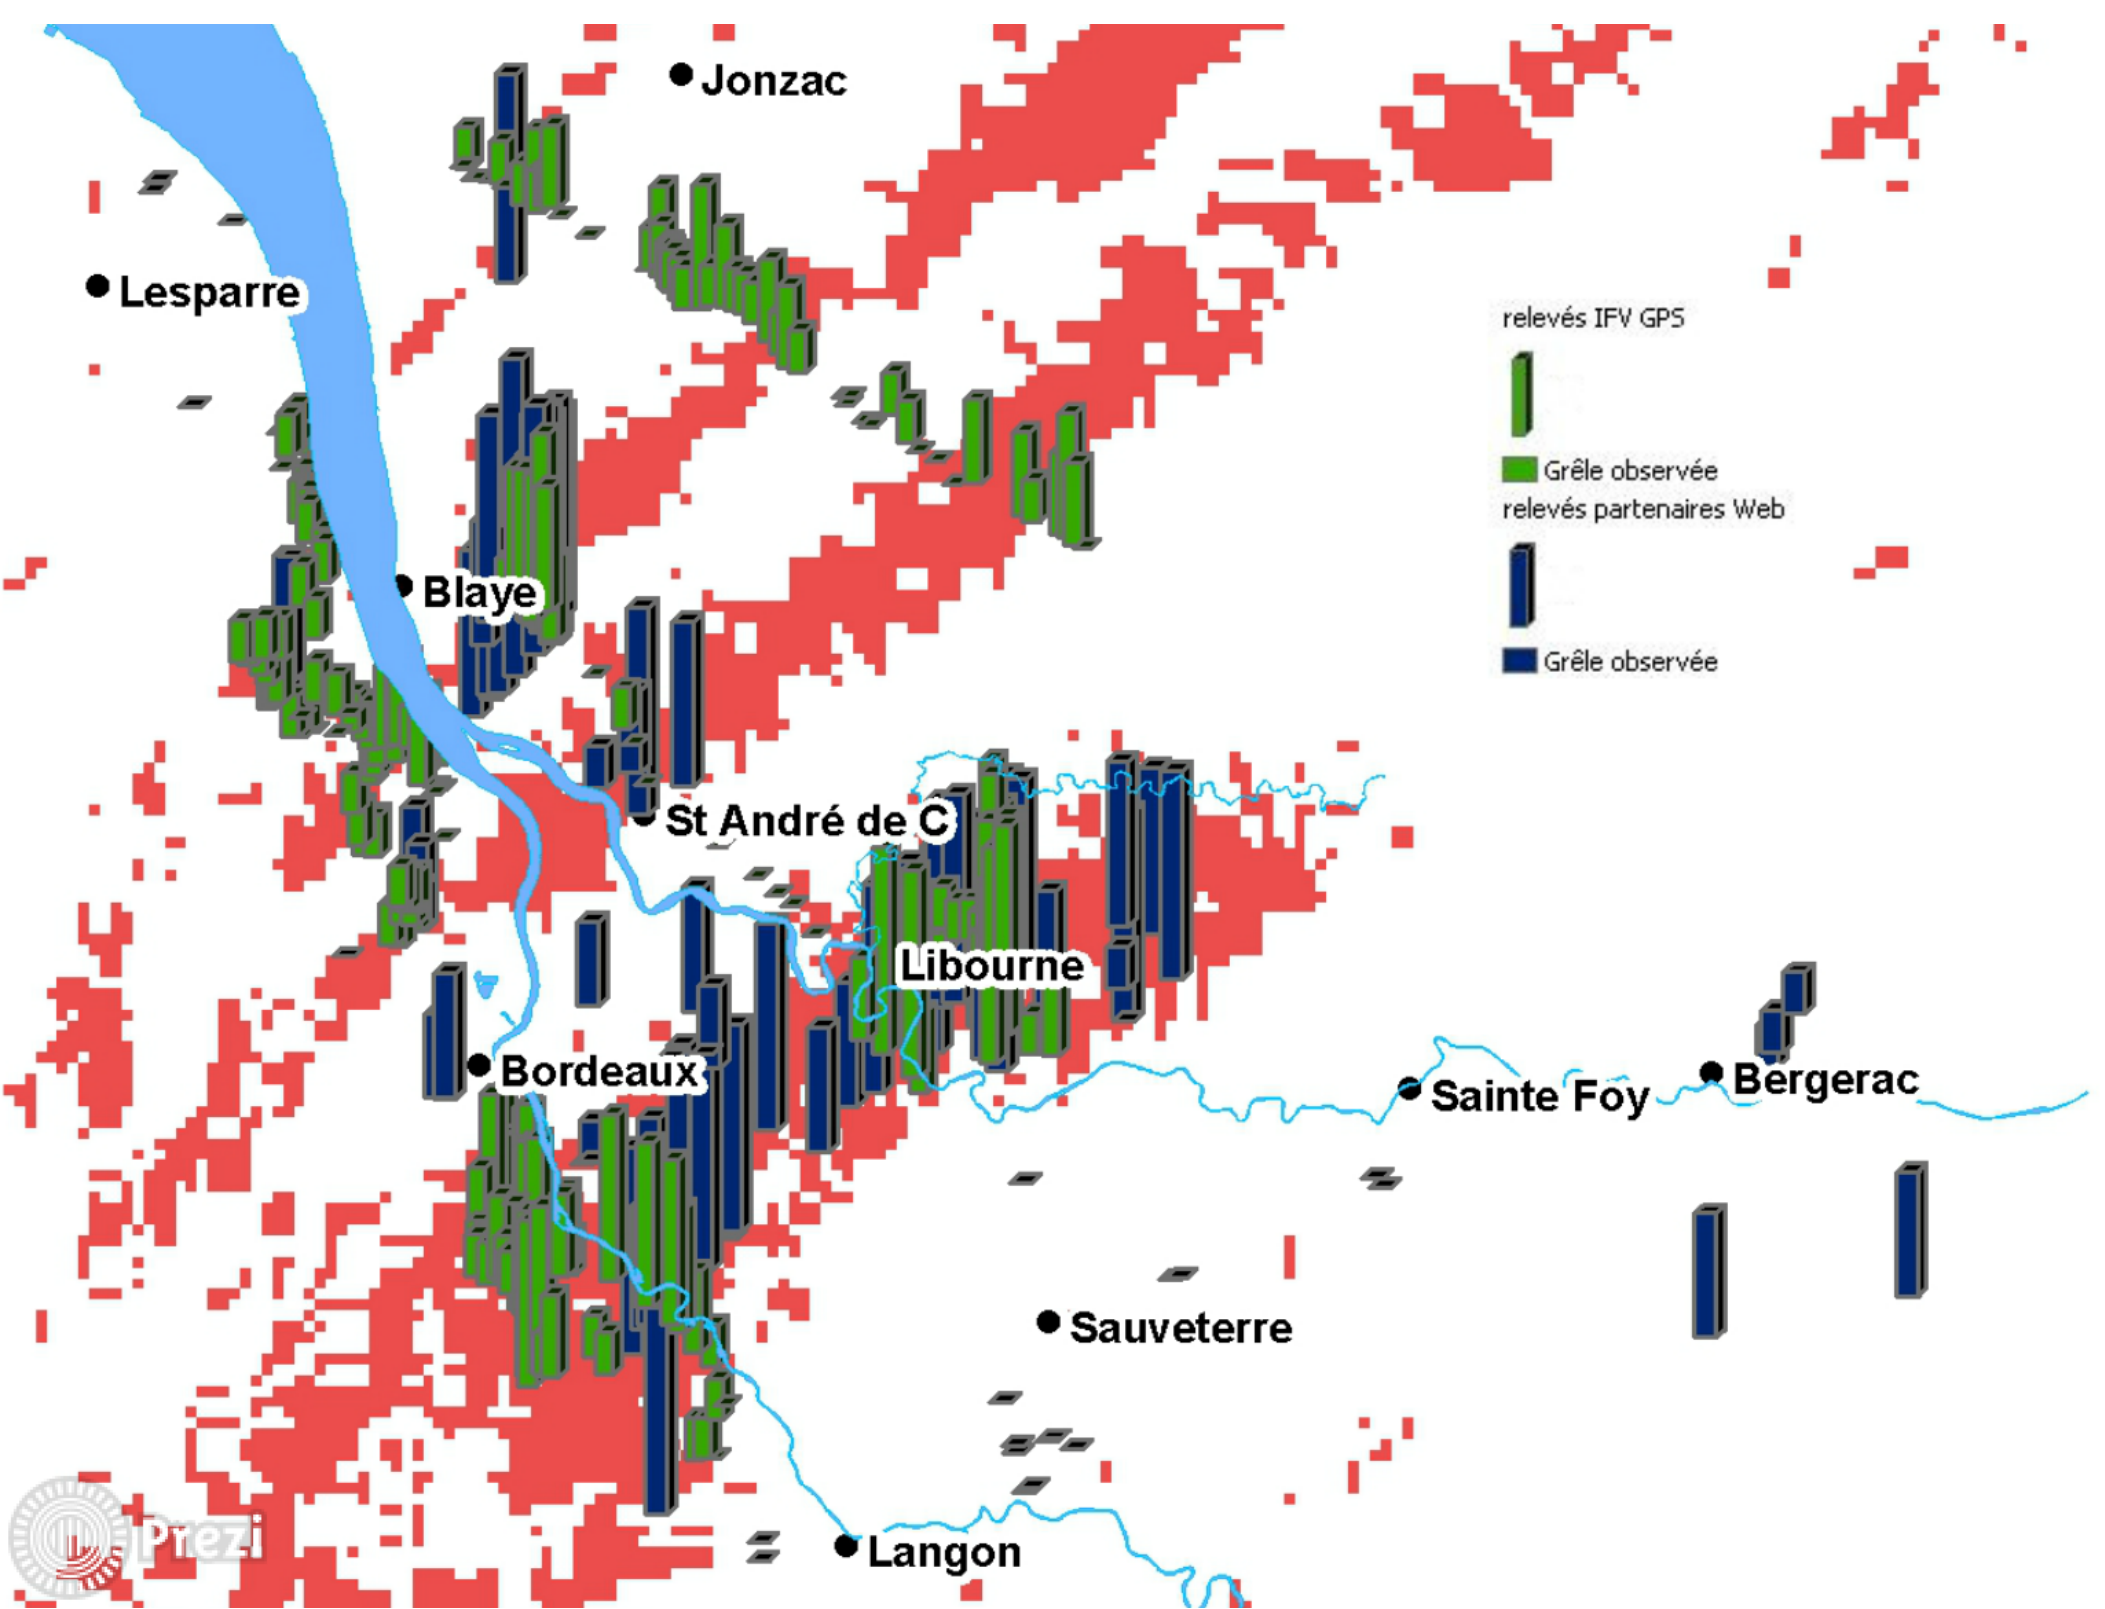 Jonzac
Lesparre
relevés IFV GPS
Grêle observée
relevés partenaires Web
Blaye
Grêle observée
St André de C
Libourne
Bordeaux
Sainte Foy
Bergerac
Sauveterre
Prezi
Langon